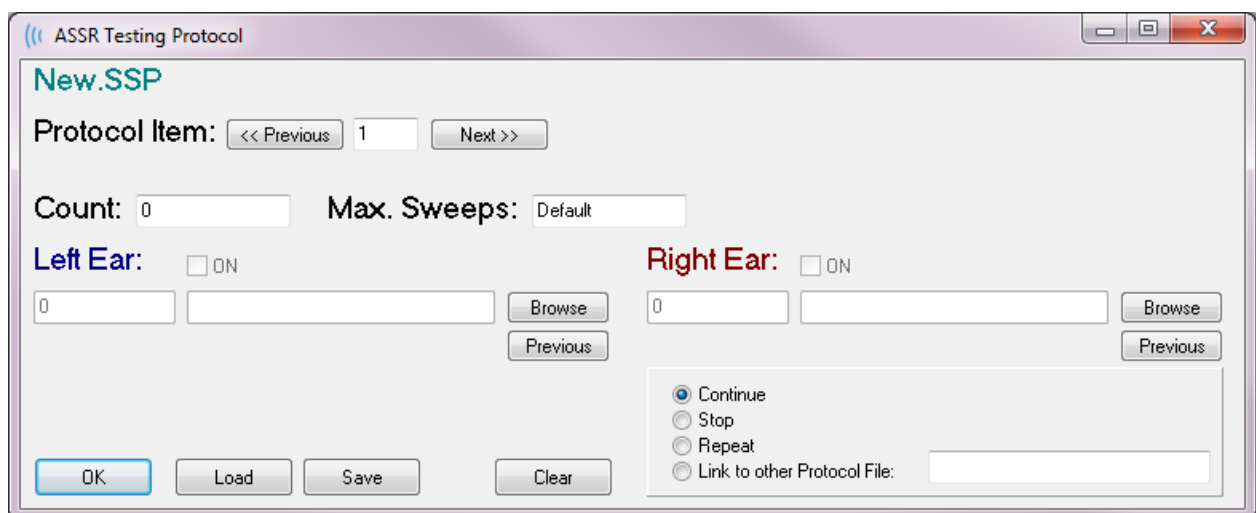 ASSR Testing Protocol
New.SSP
Protocol Item: << Previous 1 Next >>
Count: 0 Max. Sweeps: Default
Left Ear: ON Right Ear: ON
0 Browse 0 Browse
Previous Previous
Continue
Stop
Repeat
Link to other Protocol File:
OK Load Save Clear